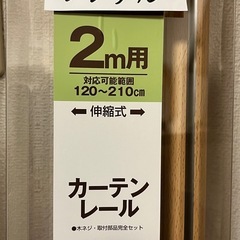 2m用
対応可能範囲
120〜210cm
←伸縮式→
カーテン
レール
●木ネジ・取付部品完全セット